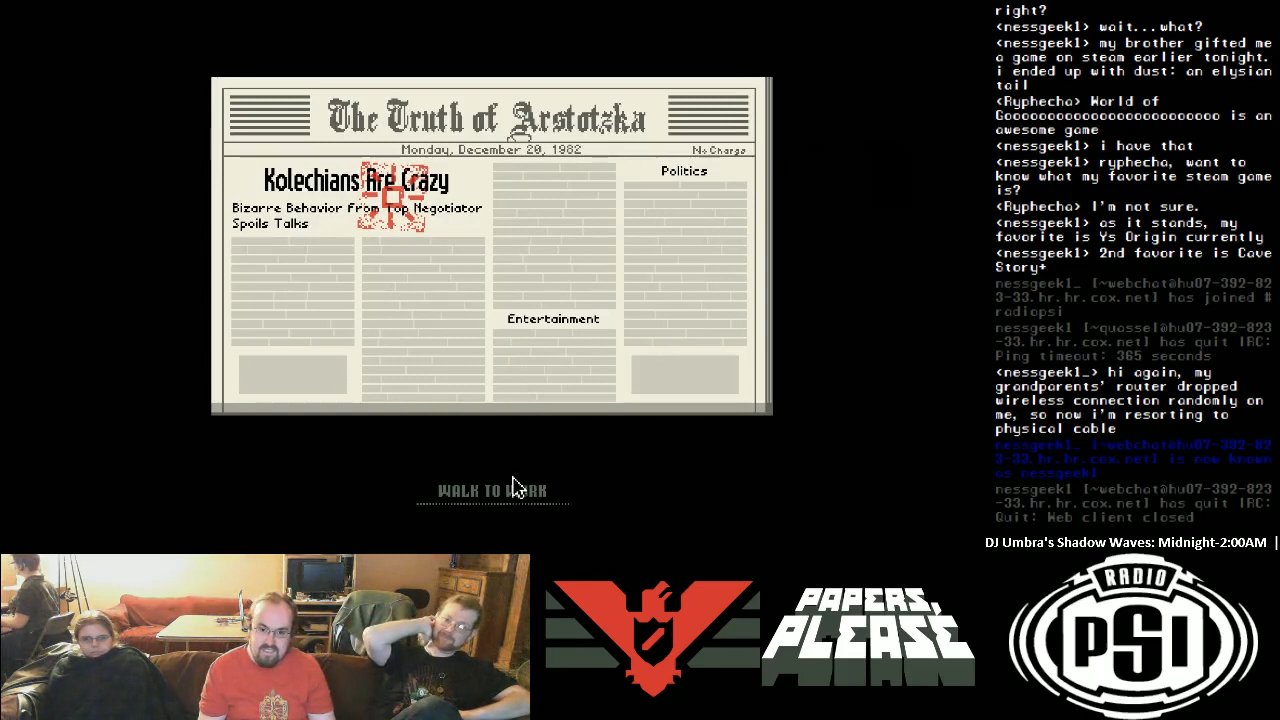 The Truth of Arstotzka
Monday, December 20, 1982
No Charge
Kolechians Are Crazy
Bizarre Behavior From Top Negotiator
Spoils Talks
Politics
Entertainment
WALK TO WORK
right?
<nessgeek1> wait...what?
<nessgeek1> my brother gifted me
a game on steam earlier tonight.
i ended up with dust: an elysian
tail
<Ryphecha> World of
Gooooooooooooooooooooooooo is an
awesome game
<nessgeek1> i have that
<nessgeek1> ryphecha, want to
know what my favorite steam game
is?
<Ryphecha> I'm not sure.
<nessgeek1> as it stands, my
favorite is Ys Origin currently
<nessgeek1> 2nd favorite is Cave
Story+
nessgeek1_ [~webchat@hu07-392-82
3-33.hr.hr.cox.net] has joined #
radiopsi
nessgeek1 [~quassel@hu07-392-823
-33.hr.hr.cox.net] has quit IRC:
Ping timeout: 365 seconds
<nessgeek1_> hi again, my
grandparents' router dropped
wireless connection randomly on
me, so now i'm resorting to
physical cable
nessgeek1_ [~webchat@hu07-392-82
3-33.hr.hr.cox.net] is now known
as nessgeek1
nessgeek1 [~webchat@hu07-392-823
-33.hr.hr.cox.net] has quit IRC:
Quit: Web client closed
DJ Umbra's Shadow Waves: Midnight-2:00AM |
PAPERS,
PLEASE
RADIO
PSI